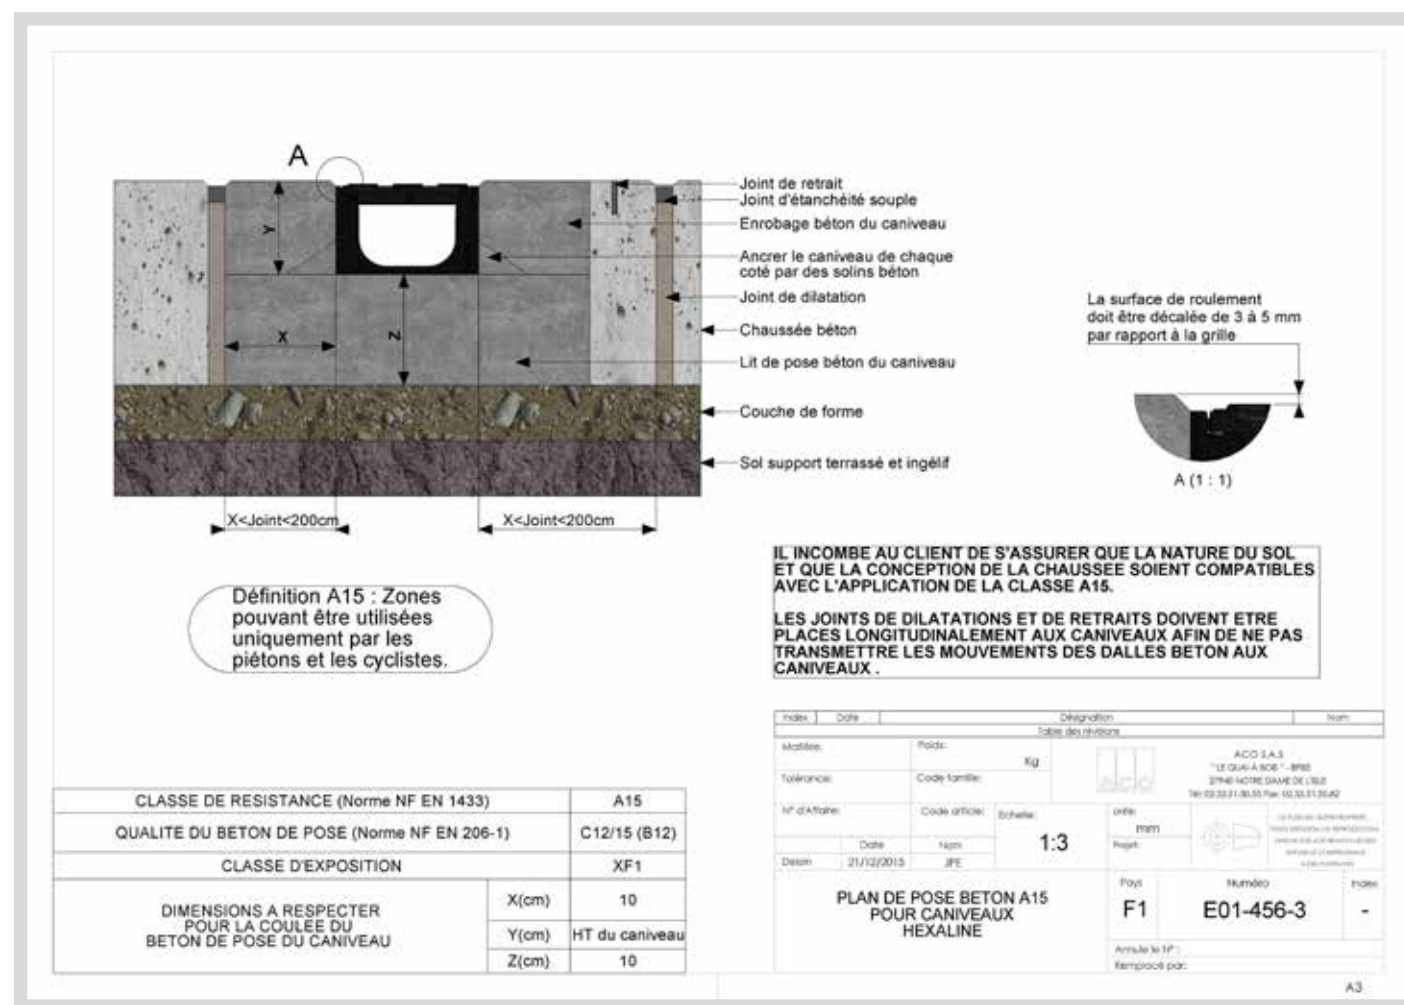 A
Y
X
Z
Joint de retrait
Joint d'étanchéité souple
Enrobage béton du caniveau
Ancrer le caniveau de chaque
coté par des solins béton
Joint de dilatation
Chaussée béton
Lit de pose béton du caniveau
Couche de forme
Sol support terrassé et ingélif
X<Joint<200cm
X<Joint<200cm
La surface de roulement
doit être décalée de 3 à 5 mm
par rapport à la grille
A (1 : 1)
Définition A15 : Zones
pouvant être utilisées
uniquement par les
piétons et les cyclistes.
IL INCOMBE AU CLIENT DE S'ASSURER QUE LA NATURE DU SOL
ET QUE LA CONCEPTION DE LA CHAUSSEE SOIENT COMPATIBLES
AVEC L'APPLICATION DE LA CLASSE A15.
LES JOINTS DE DILATATIONS ET DE RETRAITS DOIVENT ETRE
PLACES LONGITUDINALEMENT AUX CANIVEAUX AFIN DE NE PAS
TRANSMETTRE LES MOUVEMENTS DES DALLES BETON AUX
CANIVEAUX .
CLASSE DE RESISTANCE (Norme NF EN 1433) A15
QUALITE DU BETON DE POSE (Norme NF EN 206-1) C12/15 (B12)
CLASSE D'EXPOSITION XF1
DIMENSIONS A RESPECTER
POUR LA COULEE DU
BETON DE POSE DU CANIVEAU
X(cm) 10
Y(cm) HT du caniveau
Z(cm) 10
Index Date Désignation Nom
Table des révisions
Matière: Poids: Kg
Tolérance: Code famille:
ACO
ACO S.A.S
N° d'Affaire: Code article: Echelle: 1:3
Unité: mm
Projet:
Date Nom
Dessin 21/12/2015 JPE
PLAN DE POSE BETON A15
POUR CANIVEAUX
HEXALINE
Pays Numéro Index
F1 E01-456-3 -
Annule le N° :
Remplacé par:
A3